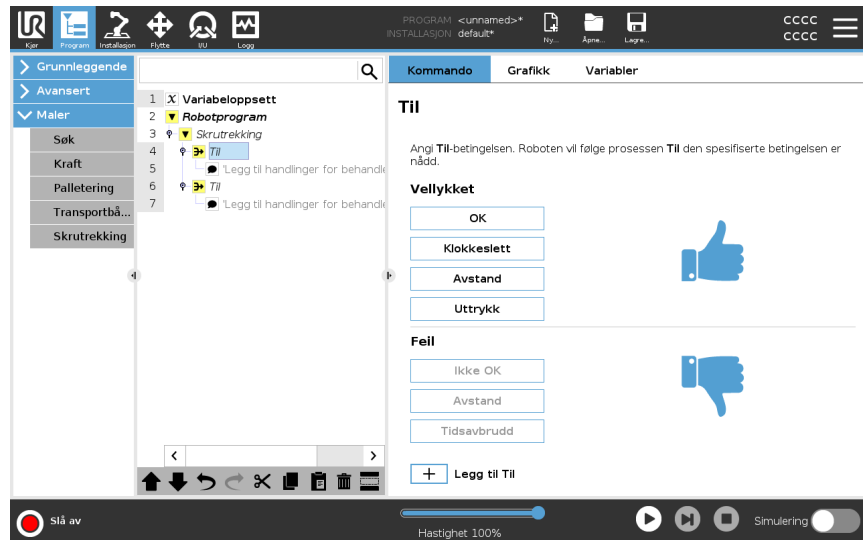 PROGRAM <unnamed>*
INSTALLASJON default*
CCCC
CCCC
Kjør Program Installasjon Flytte I/U Logg Ny... Åpne... Lagre...
Grunnleggende
Avansert
Maler
Søk
Kraft
Palletering
Transportbå...
Skrutrekking
1 X Variabeloppsett
2 Robotprogram
3 Skrutrekking
4 Til
5 'Legg til handlinger for behandle
6 Til
7 'Legg til handlinger for behandle
Kommando Grafikk Variabler
Til
Angi Til-betingelsen. Roboten vil følge prosessen Til den spesifiserte betingelsen er
nådd.
Vellykket
OK
Klokkeslett
Avstand
Uttrykk
Feil
Ikke OK
Avstand
Tidsavbrudd
Legg til Til
Slå av
Hastighet 100%
Simulering